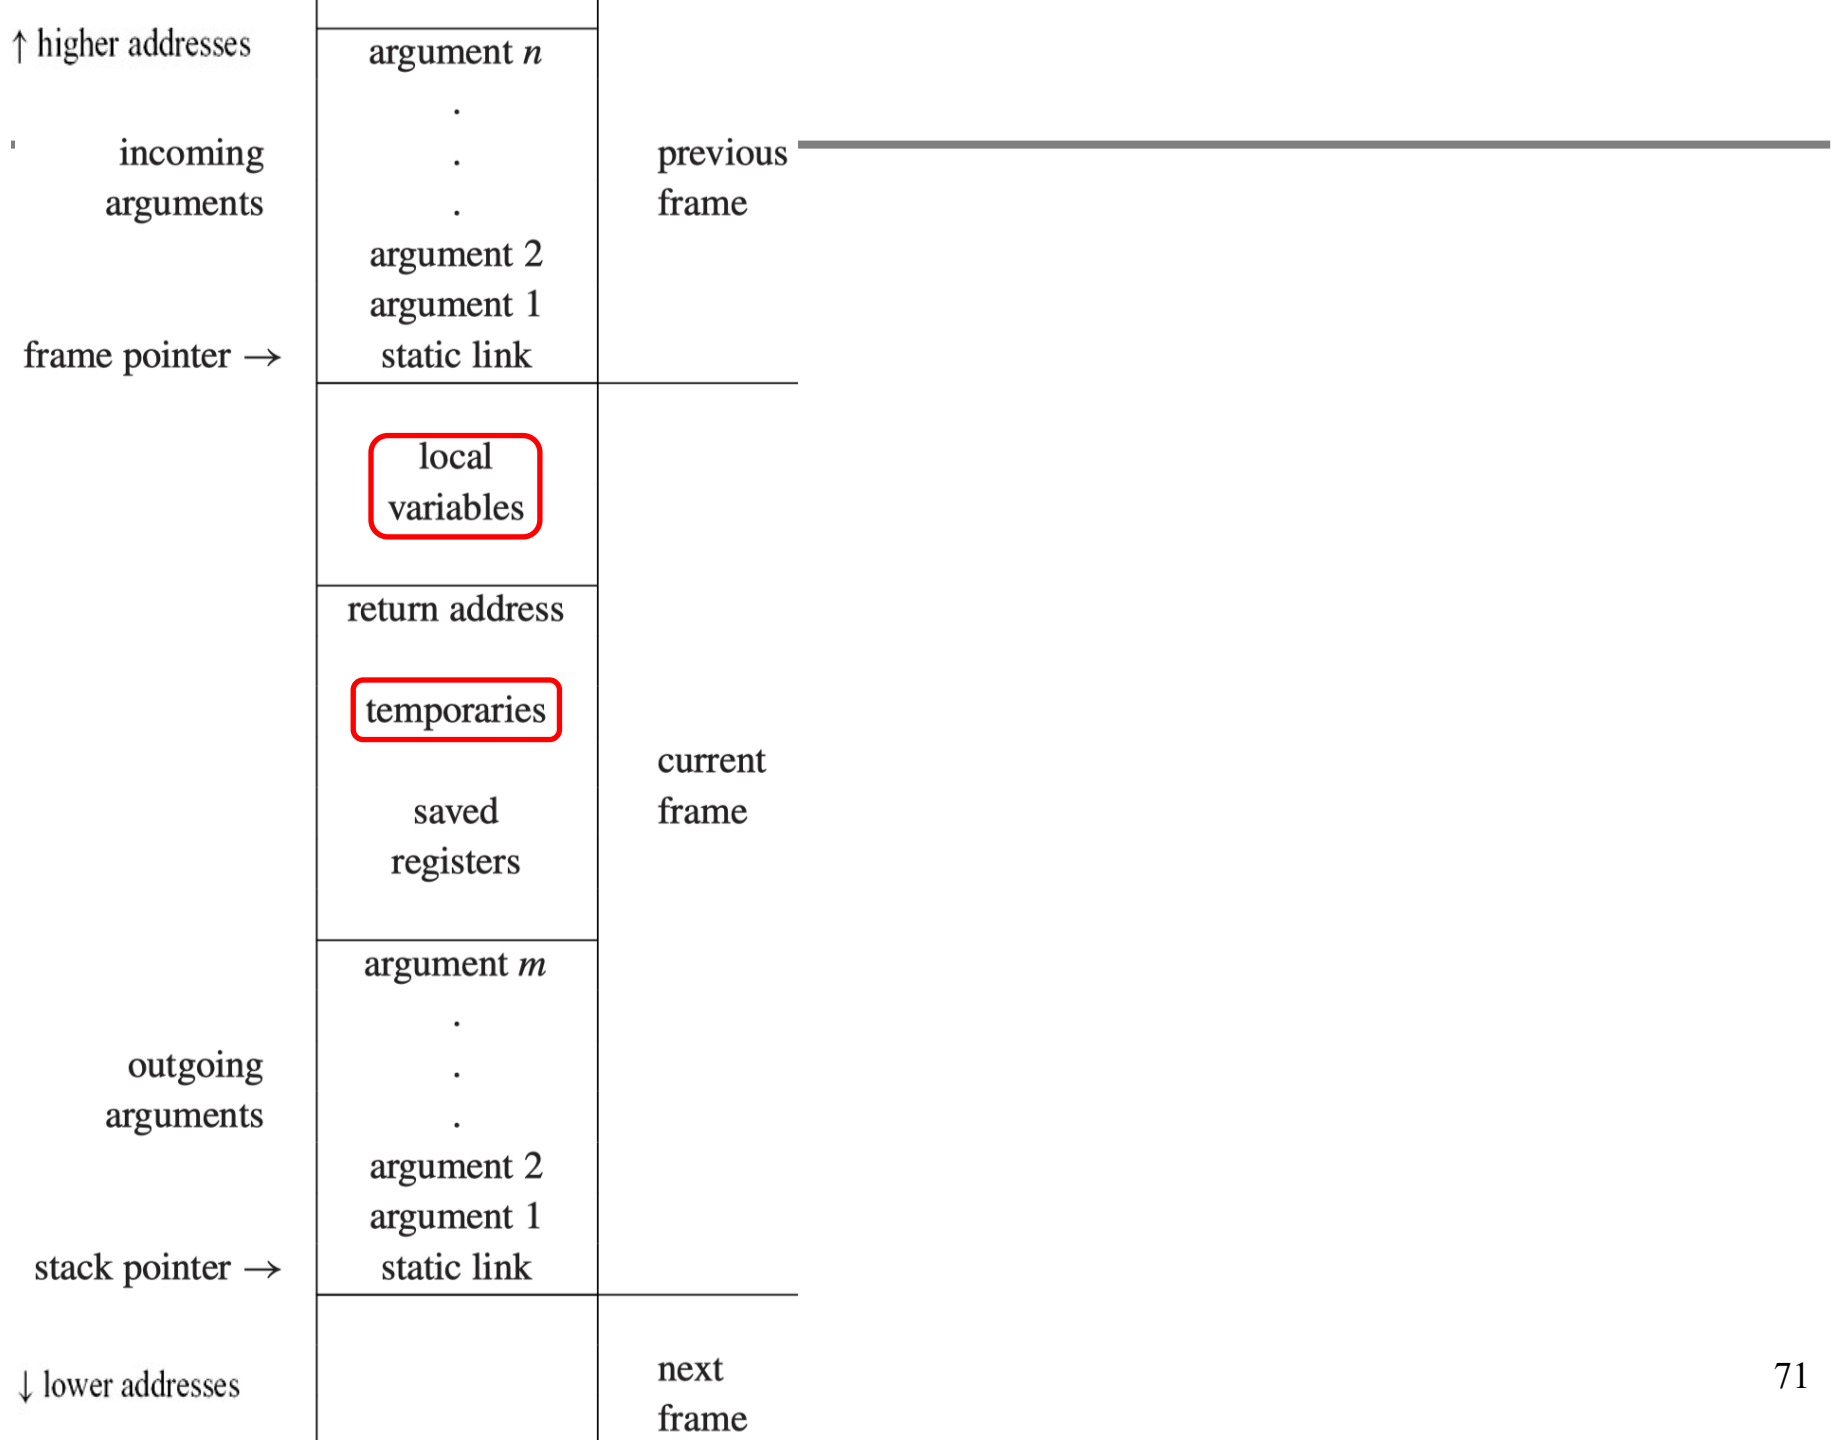 ↑ higher addresses
argument n
.
incoming
arguments
.
.
previous
frame
argument 2
argument 1
frame pointer →
static link
local
variables
return address
temporaries
current
frame
saved
registers
argument m
.
outgoing
arguments
.
.
argument 2
argument 1
stack pointer →
static link
↓ lower addresses
next
frame
71